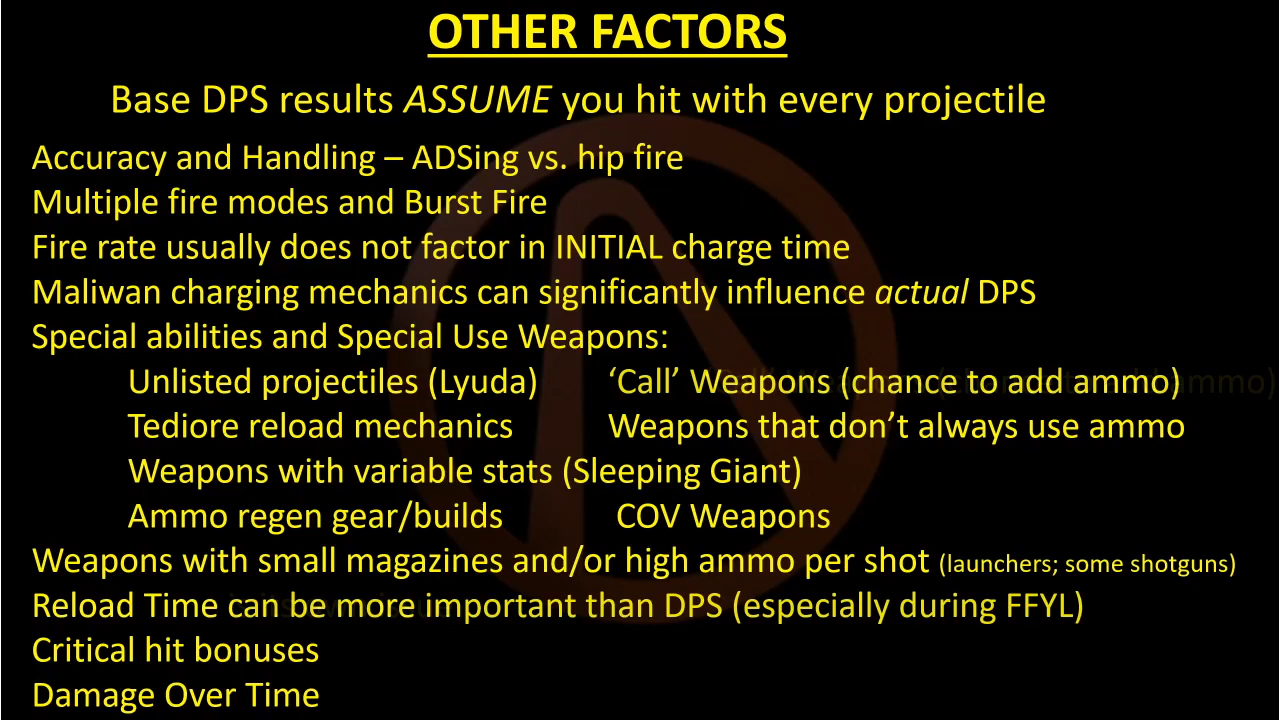 OTHER FACTORS
Base DPS results ASSUME you hit with every projectile
Accuracy and Handling – ADSing vs. hip fire
Multiple fire modes and Burst Fire
Fire rate usually does not factor in INITIAL charge time
Maliwan charging mechanics can significantly influence actual DPS
Special abilities and Special Use Weapons:
Unlisted projectiles (Lyuda) ‘Call’ Weapons (chance to add ammo)
Tediore reload mechanics Weapons that don’t always use ammo
Weapons with variable stats (Sleeping Giant)
Ammo regen gear/builds COV Weapons
Weapons with small magazines and/or high ammo per shot (launchers; some shotguns)
Reload Time can be more important than DPS (especially during FFYL)
Critical hit bonuses
Damage Over Time